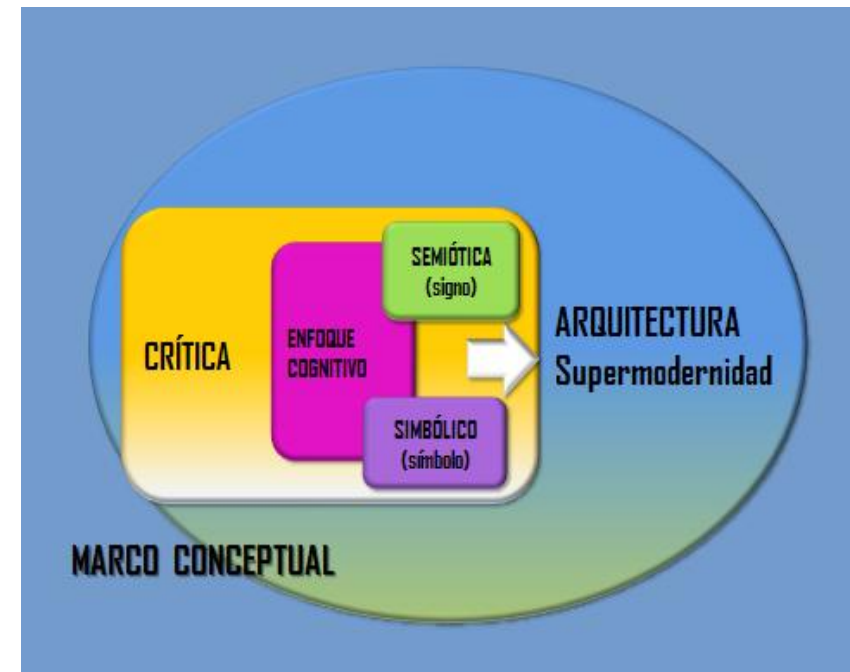 SEMIÓTICA
(signo)
CRÍTICA
ENFOQUE
COGNITIVO
ARQUITECTURA
Supermodernidad
SIMBÓLICO
(símbolo)
MARCO CONCEPTUAL